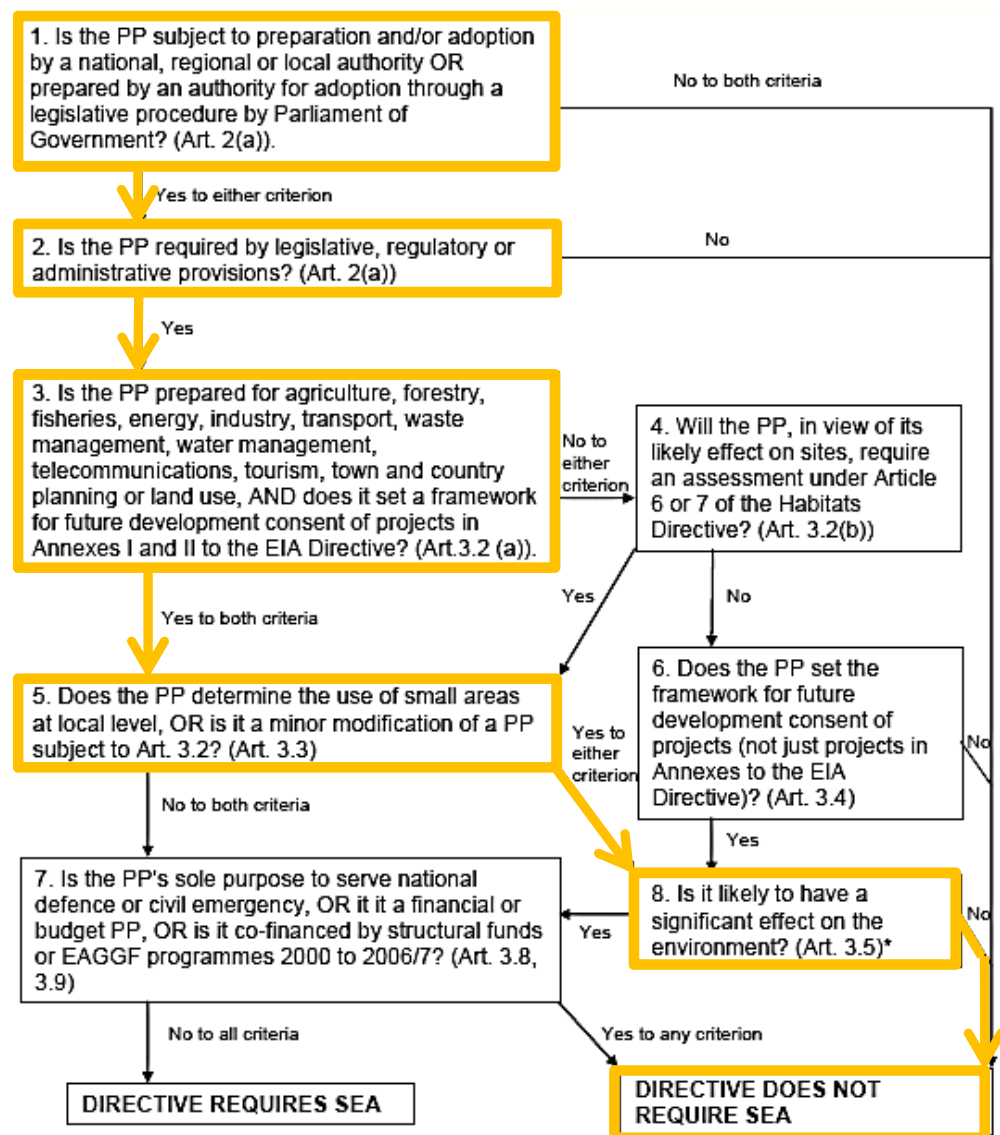 1. Is the PP subject to preparation and/or adoption
by a national, regional or local authority OR
prepared by an authority for adoption through a
legislative procedure by Parliament of
Government? (Art. 2(a)).
No to both criteria
Yes to either criterion
2. Is the PP required by legislative, regulatory or
administrative provisions? (Art. 2(a))
No
Yes
3. Is the PP prepared for agriculture, forestry,
fisheries, energy, industry, transport, waste
management, water management,
telecommunications, tourism, town and country
planning or land use, AND does it set a framework
for future development consent of projects in
Annexes I and II to the EIA Directive? (Art.3.2 (a)).
No to
either
criterion
4. Will the PP, in view of its
likely effect on sites, require
an assessment under Article
6 or 7 of the Habitats
Directive? (Art. 3.2(b))
Yes to both criteria
Yes
No
5. Does the PP determine the use of small areas
at local level, OR is it a minor modification of a PP
subject to Art. 3.2? (Art. 3.3)
Yes to
either
criterion
6. Does the PP set the
framework for future
development consent of
projects (not just projects in
Annexes to the EIA
Directive)? (Art. 3.4)
No
No to both criteria
Yes
7. Is the PP's sole purpose to serve national
defence or civil emergency, OR it it a financial or
budget PP, OR is it co-financed by structural funds
or EAGGF programmes 2000 to 2006/7? (Art. 3.8,
3.9)
Yes
8. Is it likely to have a
significant effect on the
environment? (Art. 3.5)*
No
No to all criteria
Yes to any criterion
DIRECTIVE REQUIRES SEA
DIRECTIVE DOES NOT
REQUIRE SEA